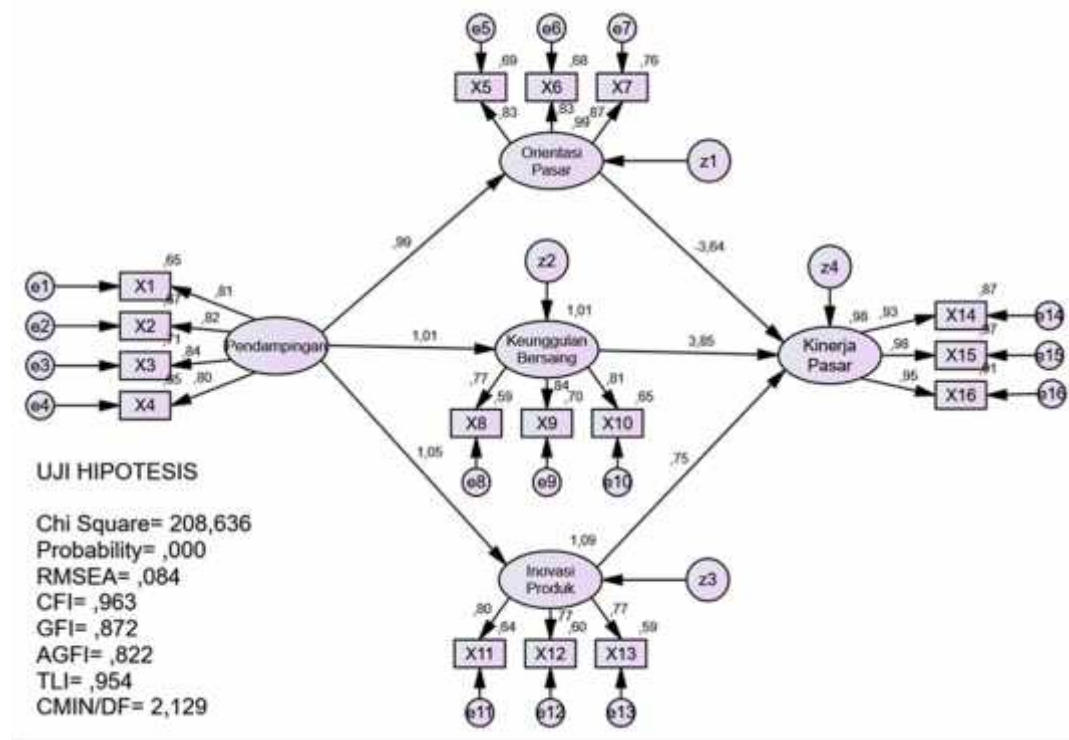 e5
e6
e7
,69
,68
,76
X5
X6
X7
,83
,83
,99
,87
Orientasi
Pasar
z1
,99
-3,64
z2
z4
,65
e1
X1
,81
,67
e2
X2
,82
,71
e3
X3
,84
,65
e4
X4
,80
Pendampingan
1,01
1,01
Keunggulan
Bersaing
3,85
,98
Kinerja
Pasar
,87
,93
X14
e14
,97
,98
X15
e15
,91
,95
X16
e16
,77
,59
,84
,70
,81
,65
X8
X9
X10
e8
e9
e10
1,05
,75
1,09
Inovasi
Produk
z3
,80
,64
,77
,60
,77
,59
X11
X12
X13
e11
e12
e13
UJI HIPOTESIS
Chi Square= 208,636
Probability= ,000
RMSEA= ,084
CFI= ,963
GFI= ,872
AGFI= ,822
TLI= ,954
CMIN/DF= 2,129